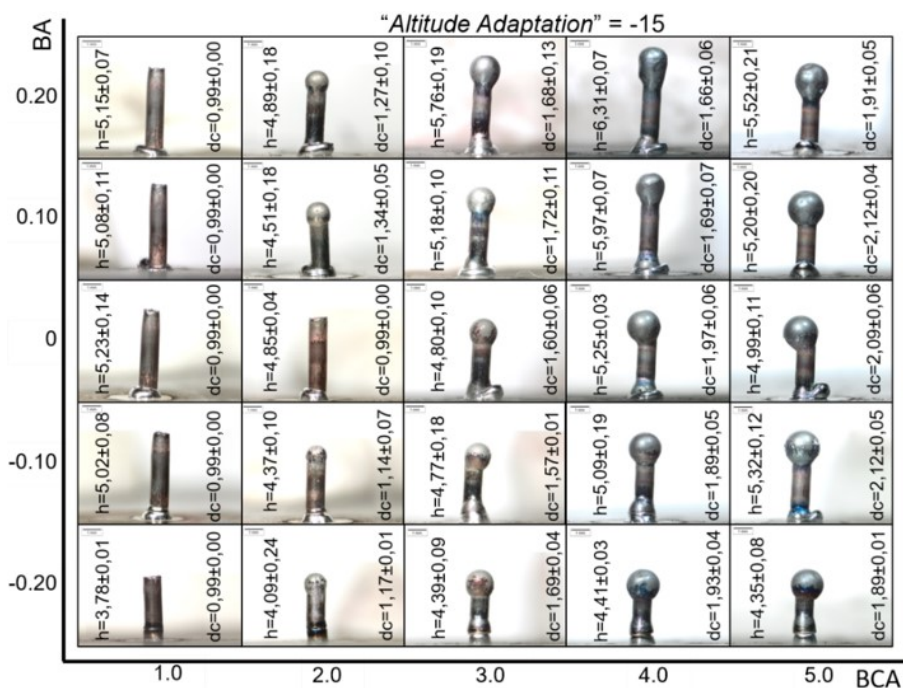 "Altitude Adaptation" = -15
BA
0.20
h=5,15±0,07
dc=0,99±0,00
h=4,89±0,18
dc=1,27±0,10
h=5,76±0,19
dc=1,68±0,13
h=6,31±0,07
dc=1,66±0,06
h=5,52±0,21
dc=1,91±0,05
0.10
h=5,08±0,11
dc=0,99±0,00
h=4,51±0,18
dc=1,34±0,05
h=5,18±0,10
dc=1,72±0,11
h=5,97±0,07
dc=1,69±0,07
h=5,20±0,20
dc=2,12±0,04
0
h=5,23±0,14
dc=0,99±0,00
h=4,85±0,04
dc=0,99±0,00
h=4,80±0,10
dc=1,60±0,06
h=5,25±0,03
dc=1,97±0,06
h=4,99±0,11
dc=2,09±0,06
-0.10
h=5,02±0,08
dc=0,99±0,00
h=4,37±0,10
dc=1,14±0,07
h=4,77±0,18
dc=1,57±0,01
h=5,09±0,19
dc=1,89±0,05
h=5,32±0,12
dc=2,12±0,05
-0.20
h=3,78±0,01
dc=0,99±0,00
h=4,09±0,24
dc=1,17±0,01
h=4,39±0,09
dc=1,69±0,04
h=4,41±0,03
dc=1,93±0,04
h=4,35±0,08
dc=1,89±0,01
1.0 2.0 3.0 4.0 5.0 BCA